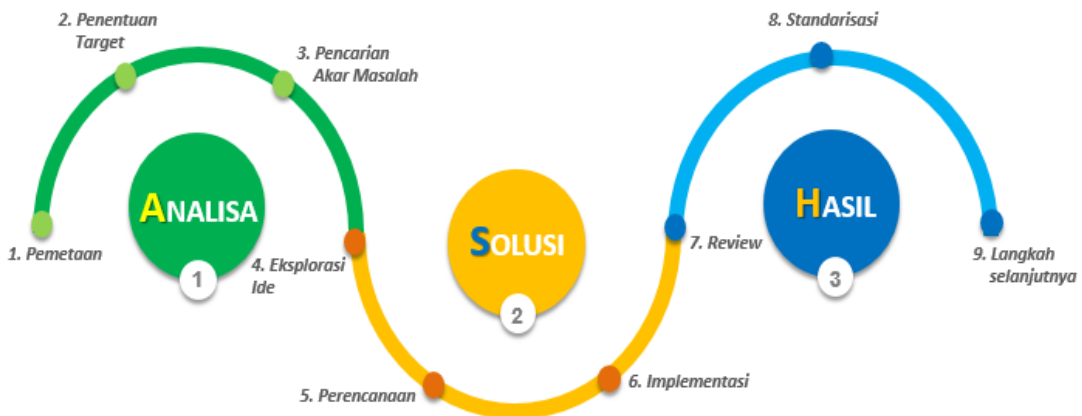 1. Pemetaan
2. Penentuan
Target
3. Pencarian
Akar Masalah
ANALISA
1
4. Eksplorasi
Ide
5. Perencanaan
SOLUSI
2
6. Implementasi
7. Review
8. Standarisasi
HASIL
3
9. Langkah
selanjutnya